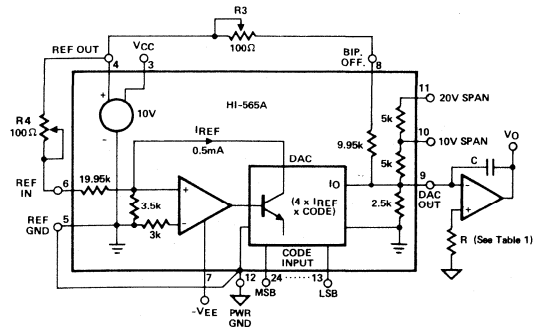 R3
100Ω
REF OUT
4
VCC
3
BIP.
OFF.
8
HI-565A
11
20V SPAN
+
10V
-
R4
100Ω
5k
IREF
0.5mA
9.95k
10
10V SPAN
VO
DAC
5k
C
REF
IN
6
19.95k
+
IO
9
-
3.5k
(4 x IREF
x CODE)
DAC
OUT
REF
GND
5
-
2.5k
+
3k
R (See Table 1)
CODE
INPUT
7
12
24
13
MSB
LSB
-VEE
PWR
GND